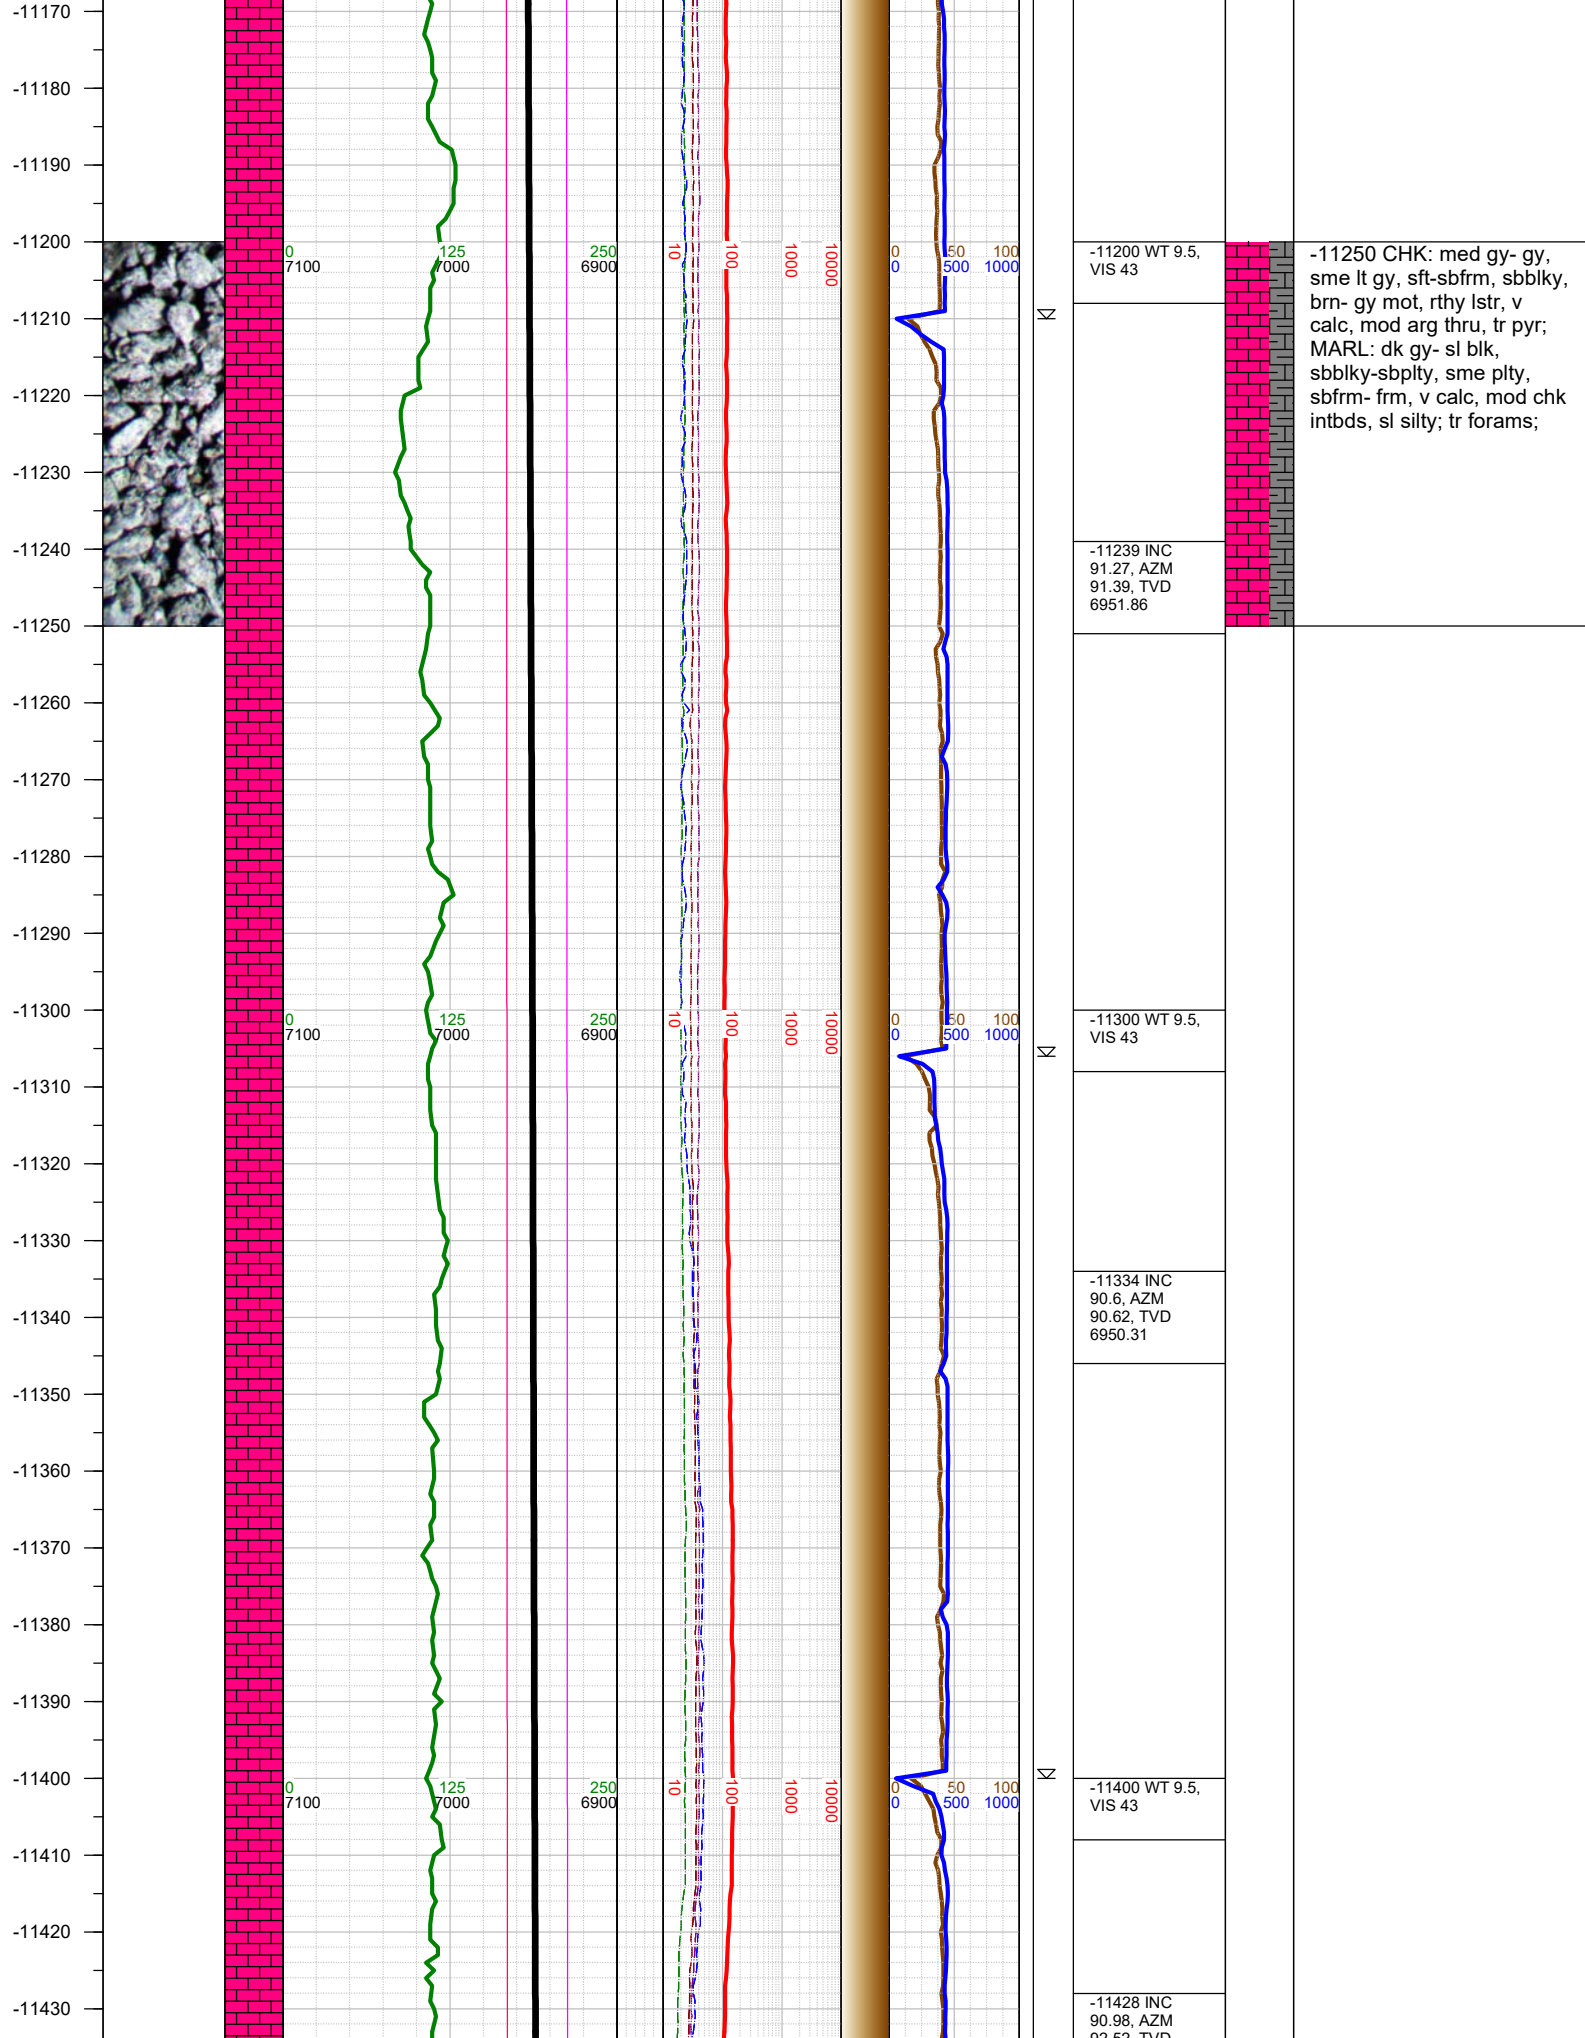 -11170
-11180
-11190
-11200
0 125 250 10 100 1000 10000 0 50 100
7100 7000 6900 0 500 1000
-11200 WT 9.5,
VIS 43
-11250 CHK: med gy- gy,
sme lt gy, sft-sbfrm, sbblky,
brn- gy mot, rthy lstr, v
calc, mod arg thru, tr pyr;
MARL: dk gy- sl blk,
sbblky-sbplty, sme plty,
sbfrm- frm, v calc, mod chk
intbds, sl silty; tr forams;
-11210
-11220
-11230
-11240
-11239 INC
91.27, AZM
91.39, TVD
6951.86
-11250
-11260
-11270
-11280
-11290
-11300
0 125 250 10 100 1000 10000 0 50 100
7100 7000 6900 0 500 1000
-11300 WT 9.5,
VIS 43
-11310
-11320
-11330
-11334 INC
90.6, AZM
90.62, TVD
6950.31
-11340
-11350
-11360
-11370
-11380
-11390
-11400
0 125 250 10 100 1000 10000 0 50 100
7100 7000 6900 0 500 1000
-11400 WT 9.5,
VIS 43
-11410
-11420
-11430
-11428 INC
90.98, AZM